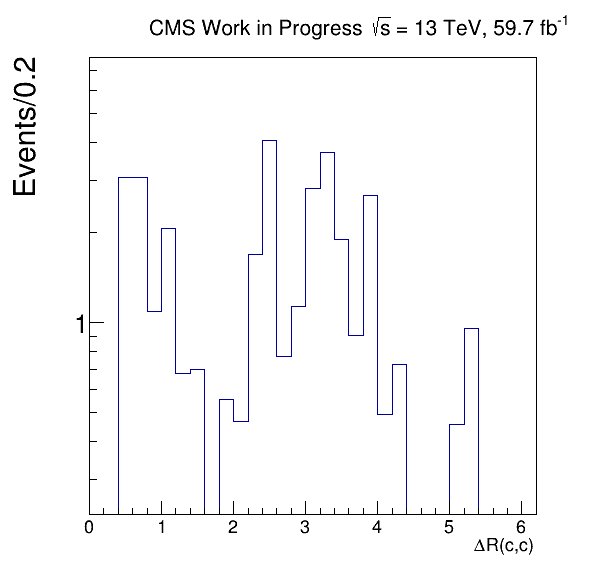 CMS Work in Progress √s = 13 TeV, 59.7 fb⁻¹
Events/0.2
1
0 1 2 3 4 5 6
ΔR(c,c)